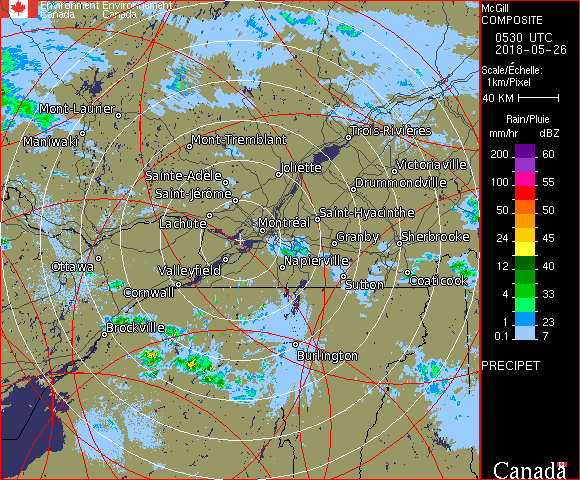 Environment Environnement
Canada Canada
Mont-Laurier
Maniwaki
Mont-Tremblant
Trois-Rivières
Sainte-Adèle
Joliette
Victoriaville
Saint-Jérôme
Drummondville
Lachute
Montréal
Saint-Hyacinthe
Granby
Sherbrooke
Ottawa
Valleyfield
Napierville
Cornwall
Sutton
Coaticook
Brockville
Burlington
McGill
COMPOSITE
0530 UTC
2018-05-26
Scale/Échelle:
1km/Pixel
40 KM
Rain/Pluie
mm/hr dBZ
200 60
100 55
50 50
24 45
12 40
4 33
2 23
0.1 7
PRECIPET
Canada